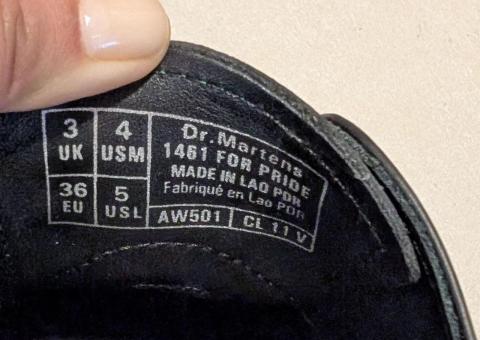 3 UK
4 USM
36 EU
5 USL
Dr. Martens
1461 FOR PRIDE
MADE IN LAO PDR
Fabriqué en Lao PDR
AW501
CL 11 V